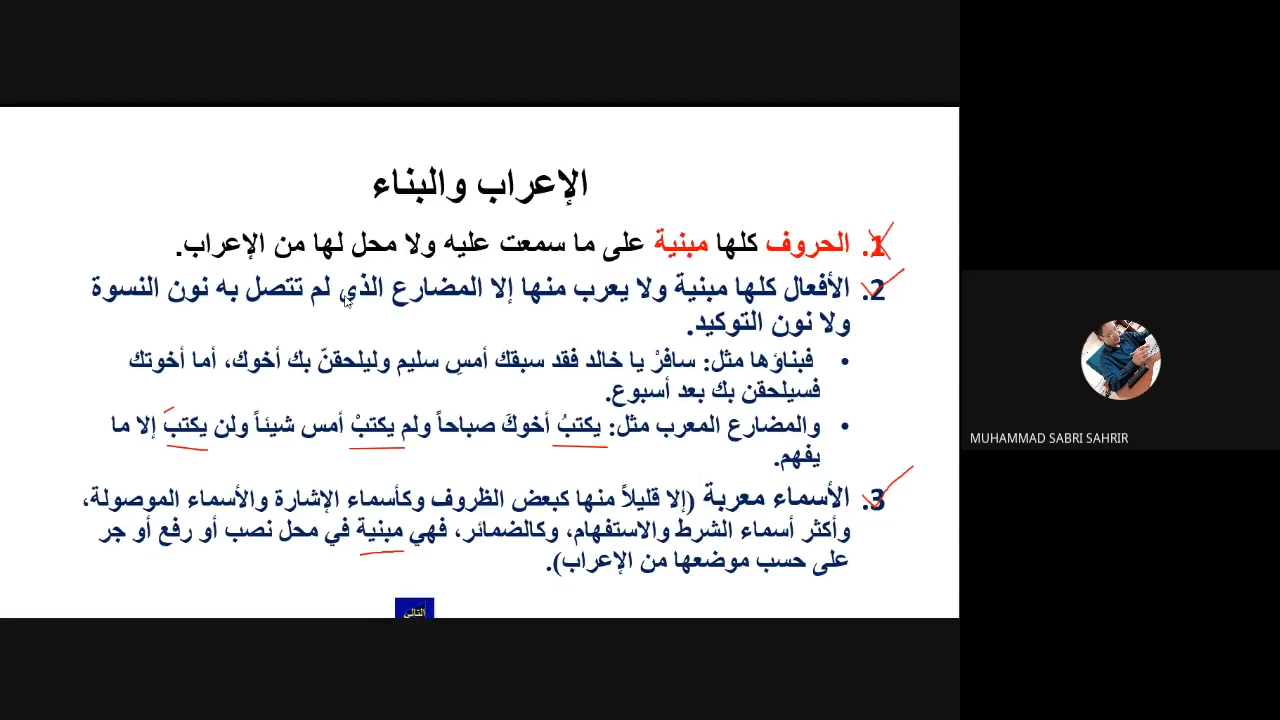 الإعراب والبناء
1. الحروف كلها مبنية على ما سمعت عليه ولا محل لها من الإعراب.
2. الأفعال كلها مبنية ولا يعرب منها إلا المضارع الذي لم تتصل به نون النسوة
ولا نون التوكيد.
• فبناؤها مثل: سافرْ يا خالد فقد سبقك أمسِ سليم وليلحقنّ بك أخوك، أما أخوتك
فسيلحقن بك بعد أسبوع.
• والمضارع المعرب مثل: يكتبُ أخوكَ صباحاً ولم يكتبْ أمس شيئاً ولن يكتبَ إلا ما
يفهم.
3. الأسماء معربة (إلا قليلاً منها كبعض الظروف وكأسماء الإشارة والأسماء الموصولة،
وأكثر أسماء الشرط والاستفهام، وكالضمائر، فهي مبنية في محل نصب أو رفع أو جر
على حسب موضعها من الإعراب).
التالي
MUHAMMAD SABRI SAHRIR